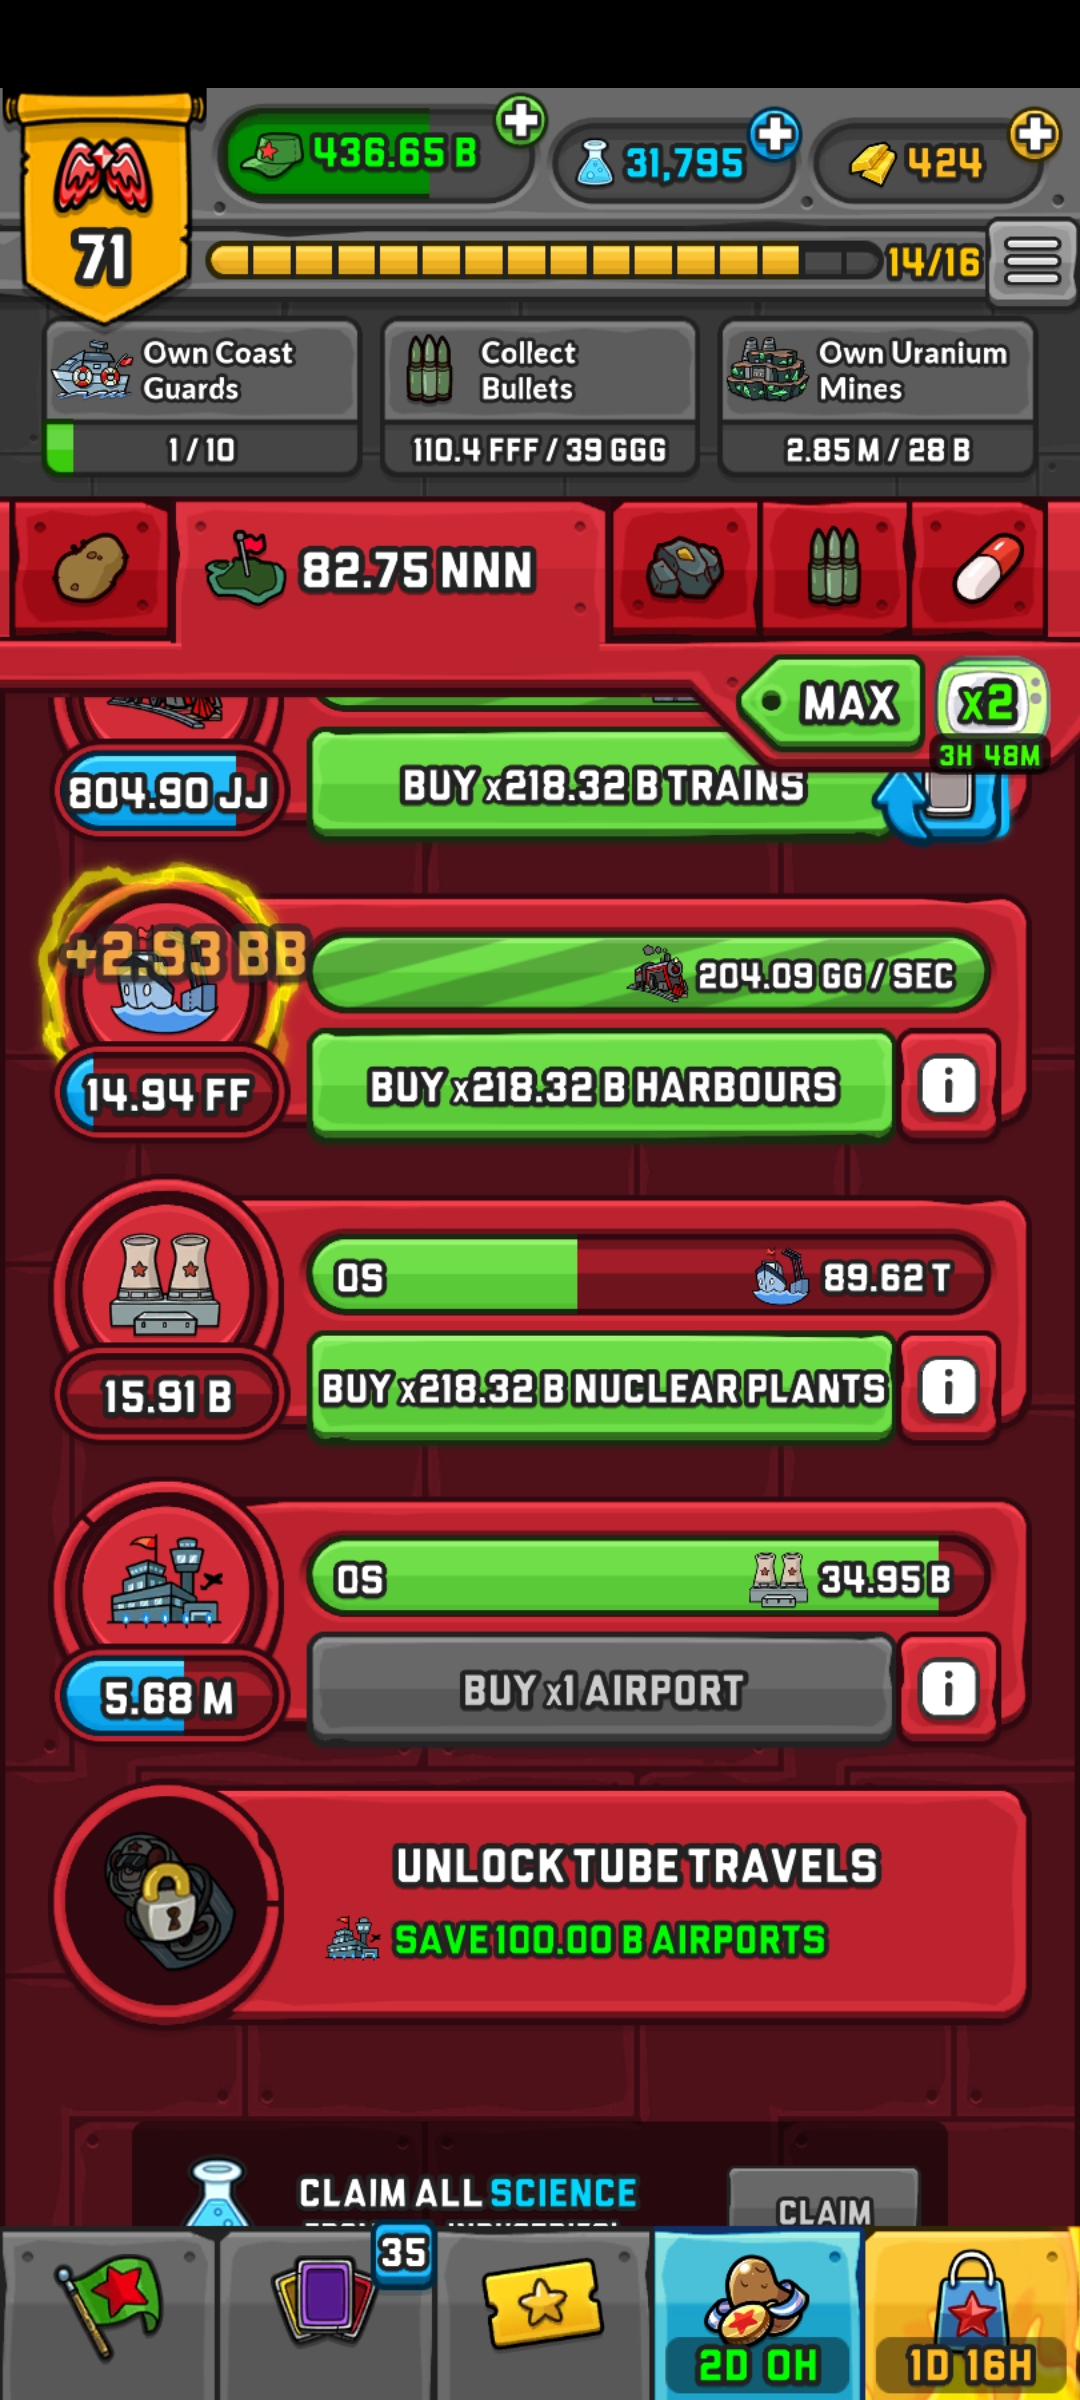 436.65 B
31,795
424
71
14/16
Own Coast
Guards
1/10
Collect
Bullets
110.4 FFF / 39 GGG
Own Uranium
Mines
2.85 M / 28 B
82.75 NNN
MAX
x2
3H 48M
804.90 JJ
BUY x218.32 B TRAINS
+2.93 BB
204.09 GG / SEC
14.94 FF
BUY x218.32 B HARBOURS
i
0S
89.62 T
15.91 B
BUY x218.32 B NUCLEAR PLANTS
i
0S
34.95 B
5.68 M
BUY x1 AIRPORT
i
UNLOCK TUBE TRAVELS
SAVE 100.00 B AIRPORTS
CLAIM ALL SCIENCE
CLAIM
35
2D 0H
1D 16H